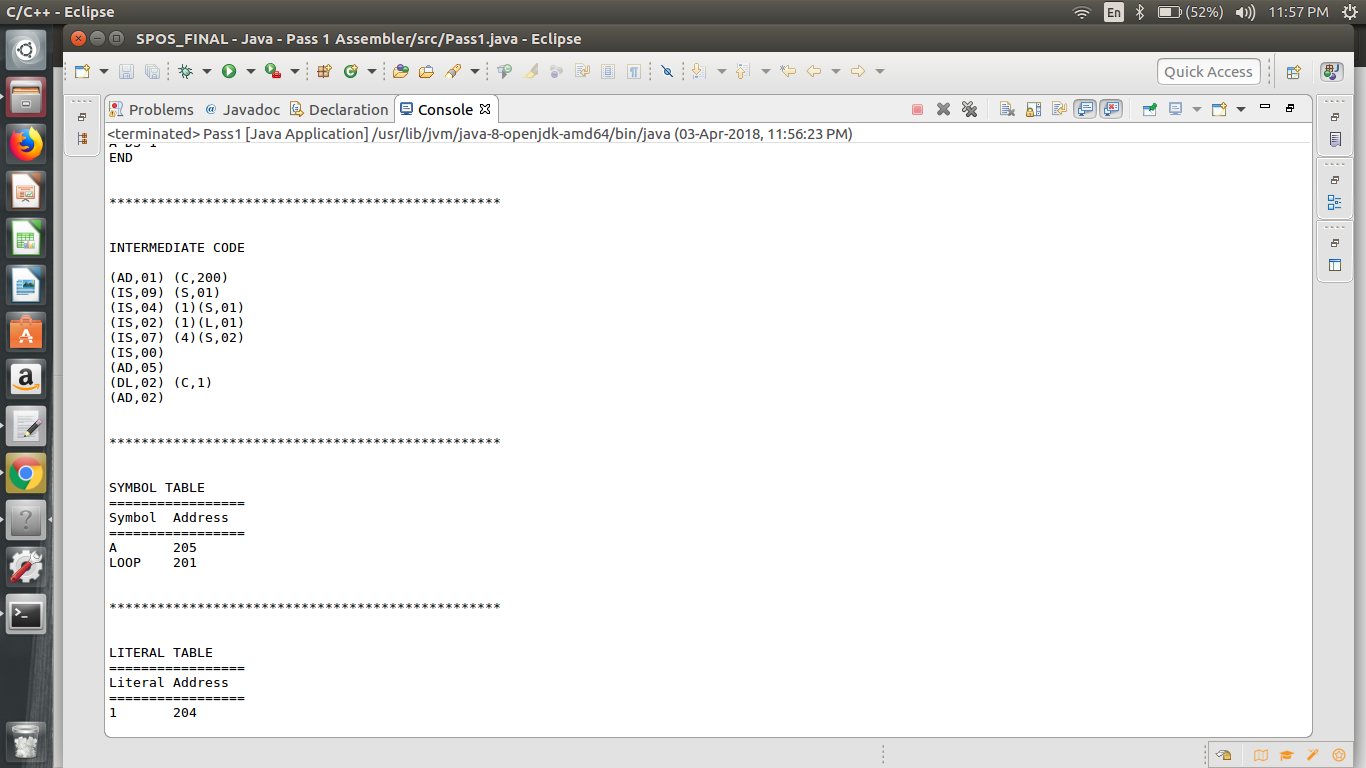 C/C++ - Eclipse
En
(52%)
11:57 PM
SPOS_FINAL - Java - Pass 1 Assembler/src/Pass1.java - Eclipse
Quick Access
Problems @ Javadoc Declaration Console
<terminated> Pass1 [Java Application] /usr/lib/jvm/java-8-openjdk-amd64/bin/java (03-Apr-2018, 11:56:23 PM)
A DS 1
END
*************************************************
INTERMEDIATE CODE
(AD,01) (C,200)
(IS,09) (S,01)
(IS,04) (1)(S,01)
(IS,02) (1)(L,01)
(IS,07) (4)(S,02)
(IS,00)
(AD,05)
(DL,02) (C,1)
(AD,02)
*************************************************
SYMBOL TABLE
=================
Symbol Address
=================
A 205
LOOP 201
*************************************************
LITERAL TABLE
=================
Literal Address
=================
1 204